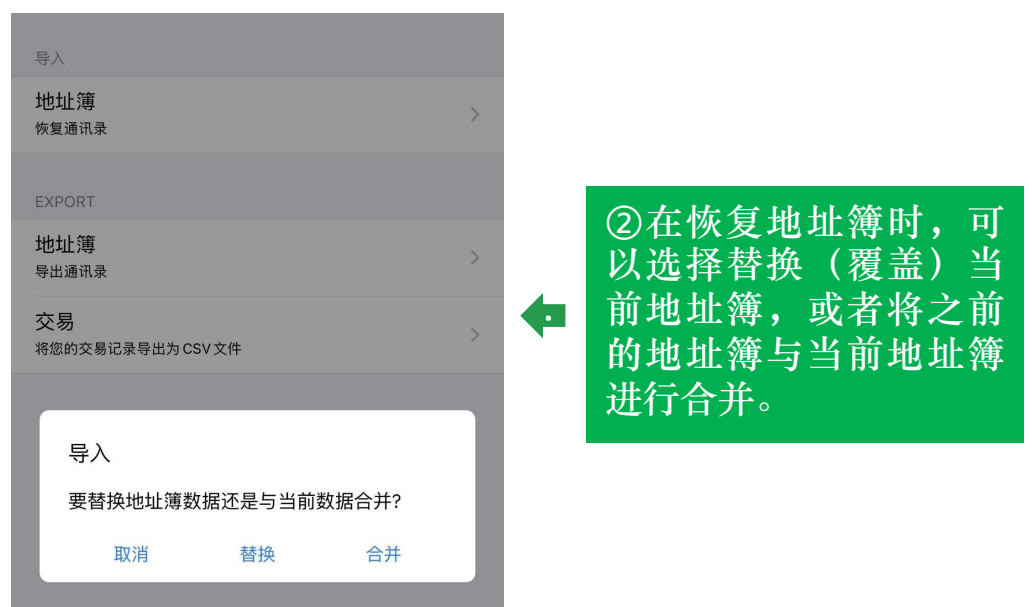 导入
地址簿
恢复通讯录
EXPORT
地址簿
导出通讯录
交易
将您的交易记录导出为 CSV 文件
导入
要替换地址簿数据还是与当前数据合并?
取消 替换 合并
②在恢复地址簿时，可
以选择替换（覆盖）当
前地址簿，或者将之前
的地址簿与当前地址簿
进行合并。